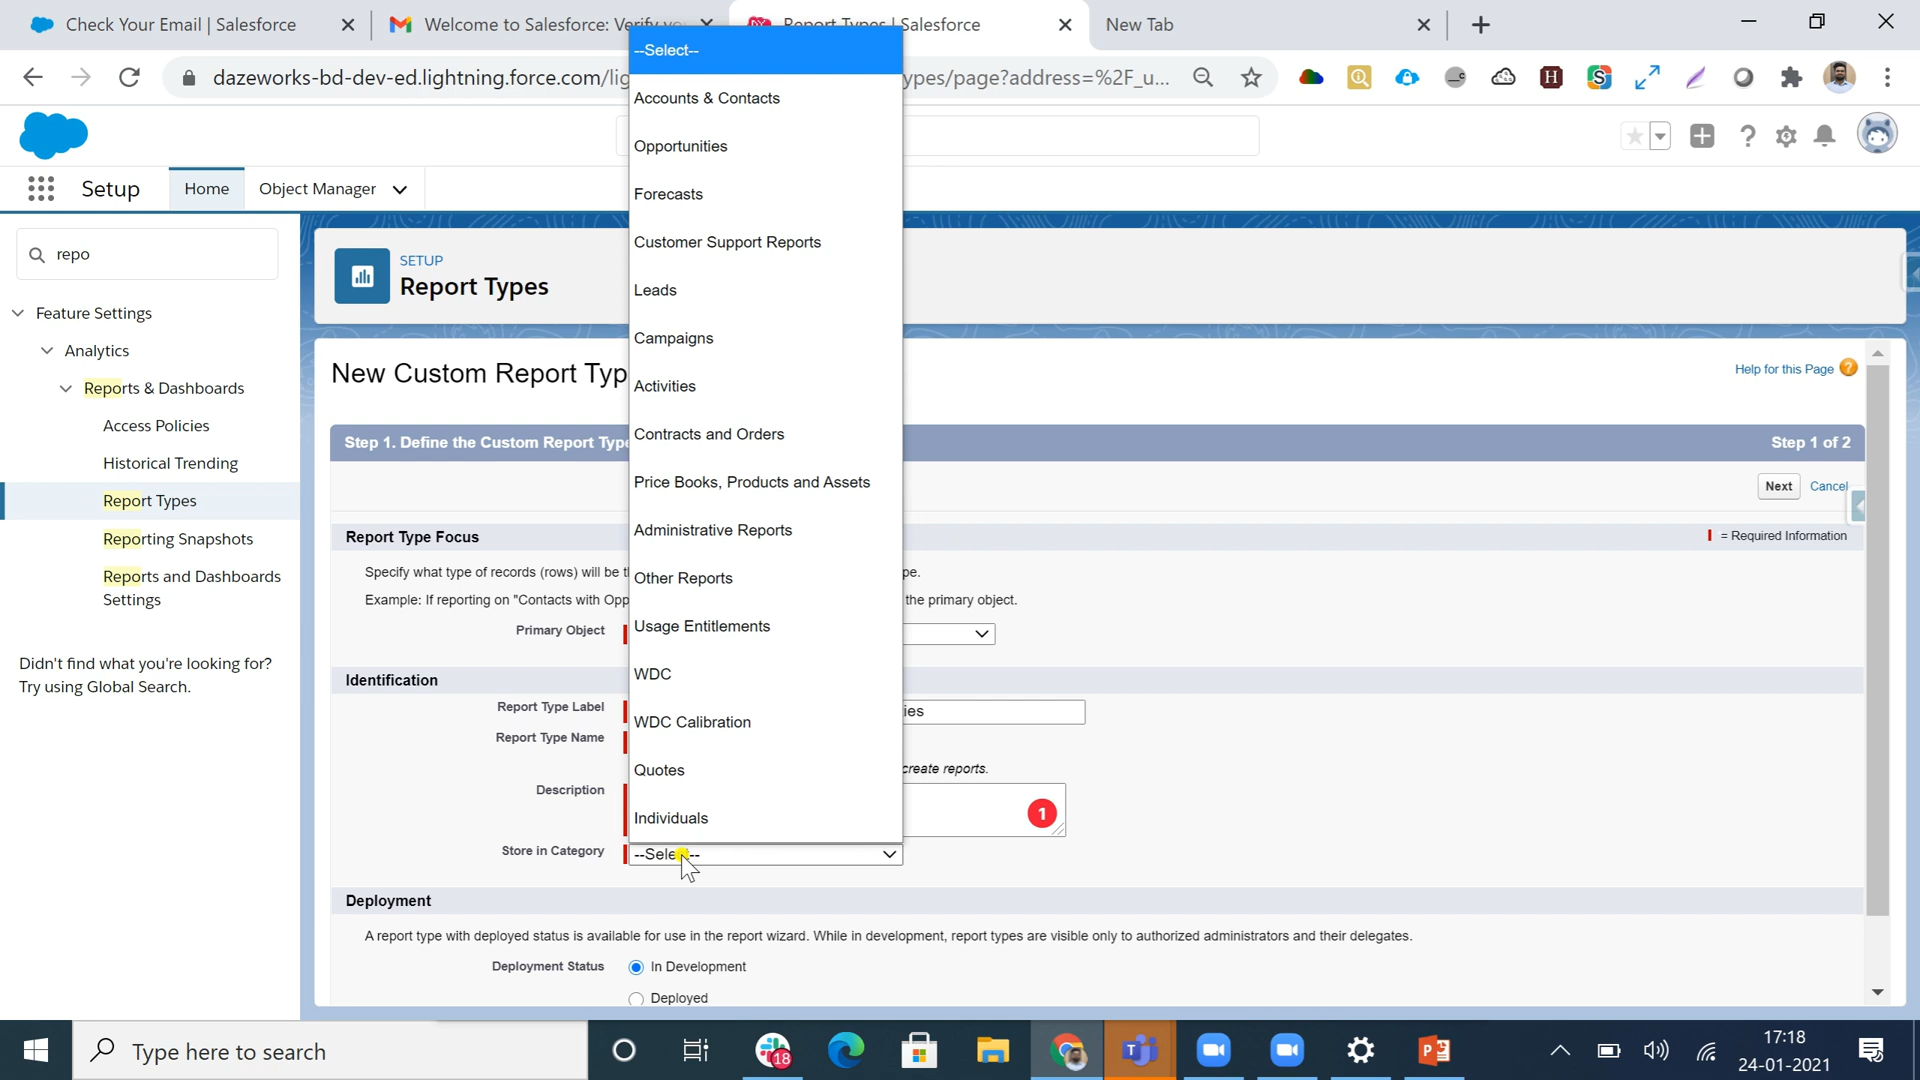 Check Your Email | Salesforce
Welcome to Salesforce: Verify yo
Report Types | Salesforce
New Tab
dazeworks-bd-dev-ed.lightning.force.com/lig
ypes/page?address=%2F_u...
Setup
Home
Object Manager
repo
Feature Settings
Analytics
Reports & Dashboards
Access Policies
Historical Trending
Report Types
Reporting Snapshots
Reports and Dashboards
Settings
Didn't find what you're looking for?
Try using Global Search.
SETUP
Report Types
New Custom Report Typ
Help for this Page
Step 1. Define the Custom Report Type
Step 1 of 2
Next
Cancel
Report Type Focus
= Required Information
Specify what type of records (rows) will be t
pe.
Example: If reporting on "Contacts with Opp
the primary object.
Primary Object
Identification
Report Type Label
ies
Report Type Name
create reports.
Description
1
Store in Category
--Select--
--Select--
Accounts & Contacts
Opportunities
Forecasts
Customer Support Reports
Leads
Campaigns
Activities
Contracts and Orders
Price Books, Products and Assets
Administrative Reports
Other Reports
Usage Entitlements
WDC
WDC Calibration
Quotes
Individuals
Deployment
A report type with deployed status is available for use in the report wizard. While in development, report types are visible only to authorized administrators and their delegates.
Deployment Status
In Development
Deployed
Type here to search
18
17:18
24-01-2021